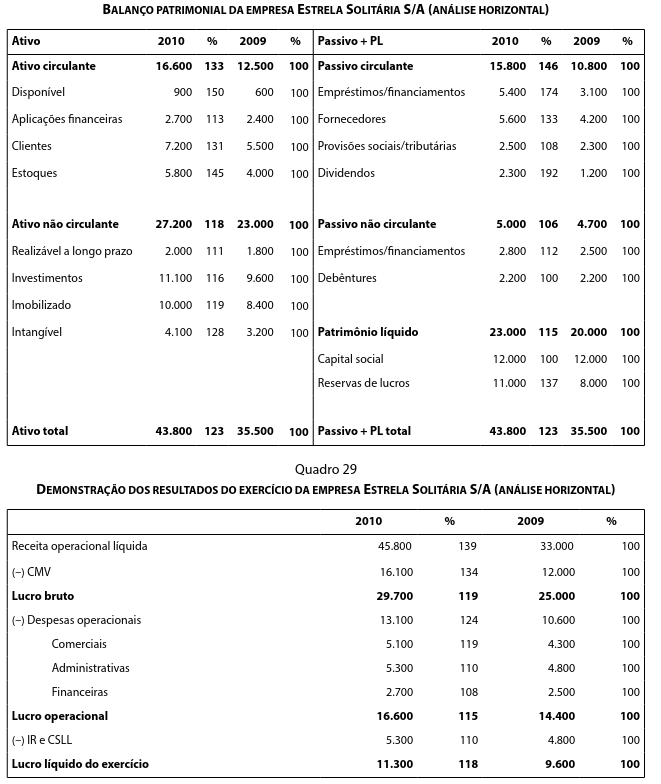 BALANÇO PATRIMONIAL DA EMPRESA ESTRELA SOLITÁRIA S/A (ANÁLISE HORIZONTAL)
Ativo 2010 % 2009 % Passivo + PL 2010 % 2009 %
Ativo circulante 16.600 133 12.500 100 Passivo circulante 15.800 146 10.800 100
Disponível 900 150 600 100 Empréstimos/financiamentos 5.400 174 3.100 100
Aplicações financeiras 2.700 113 2.400 100 Fornecedores 5.600 133 4.200 100
Clientes 7.200 131 5.500 100 Provisões sociais/tributárias 2.500 108 2.300 100
Estoques 5.800 145 4.000 100 Dividendos 2.300 192 1.200 100
Ativo não circulante 27.200 118 23.000 100 Passivo não circulante 5.000 106 4.700 100
Realizável a longo prazo 2.000 111 1.800 100 Empréstimos/financiamentos 2.800 112 2.500 100
Investimentos 11.100 116 9.600 100 Debêntures 2.200 100 2.200 100
Imobilizado 10.000 119 8.400 100
Intangível 4.100 128 3.200 100 Patrimônio líquido 23.000 115 20.000 100
Capital social 12.000 100 12.000 100
Reservas de lucros 11.000 137 8.000 100
Ativo total 43.800 123 35.500 100 Passivo + PL total 43.800 123 35.500 100
Quadro 29
DEMONSTRAÇÃO DOS RESULTADOS DO EXERCÍCIO DA EMPRESA ESTRELA SOLITÁRIA S/A (ANÁLISE HORIZONTAL)
2010 % 2009 %
Receita operacional líquida 45.800 139 33.000 100
(–) CMV 16.100 134 12.000 100
Lucro bruto 29.700 119 25.000 100
(–) Despesas operacionais 13.100 124 10.600 100
Comerciais 5.100 119 4.300 100
Administrativas 5.300 110 4.800 100
Financeiras 2.700 108 2.500 100
Lucro operacional 16.600 115 14.400 100
(–) IR e CSLL 5.300 110 4.800 100
Lucro líquido do exercício 11.300 118 9.600 100